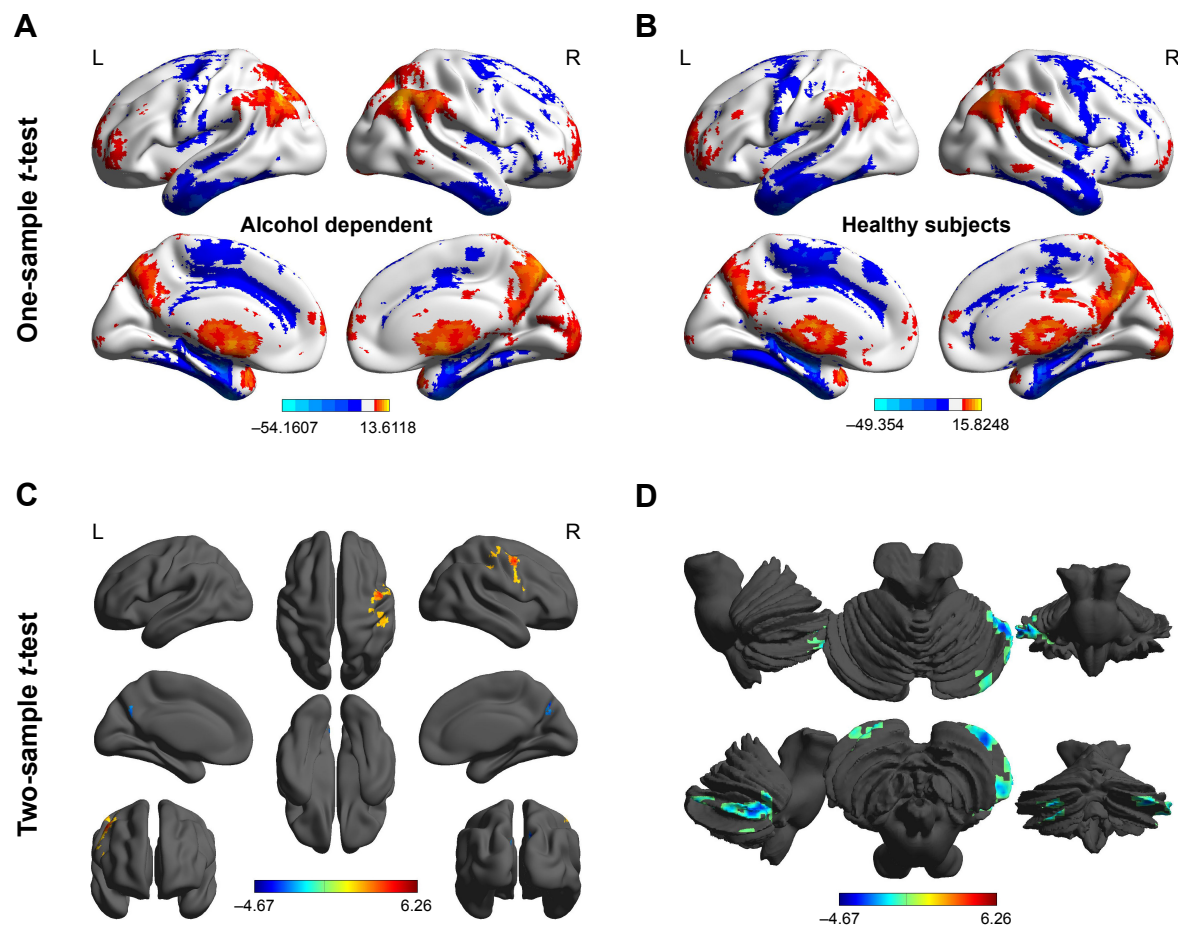 A
B
L
R
L
R
One-sample t-test
Alcohol dependent
Healthy subjects
−54.1607
13.6118
−49.354
15.8248
C
D
L
R
Two-sample t-test
−4.67
6.26
−4.67
6.26